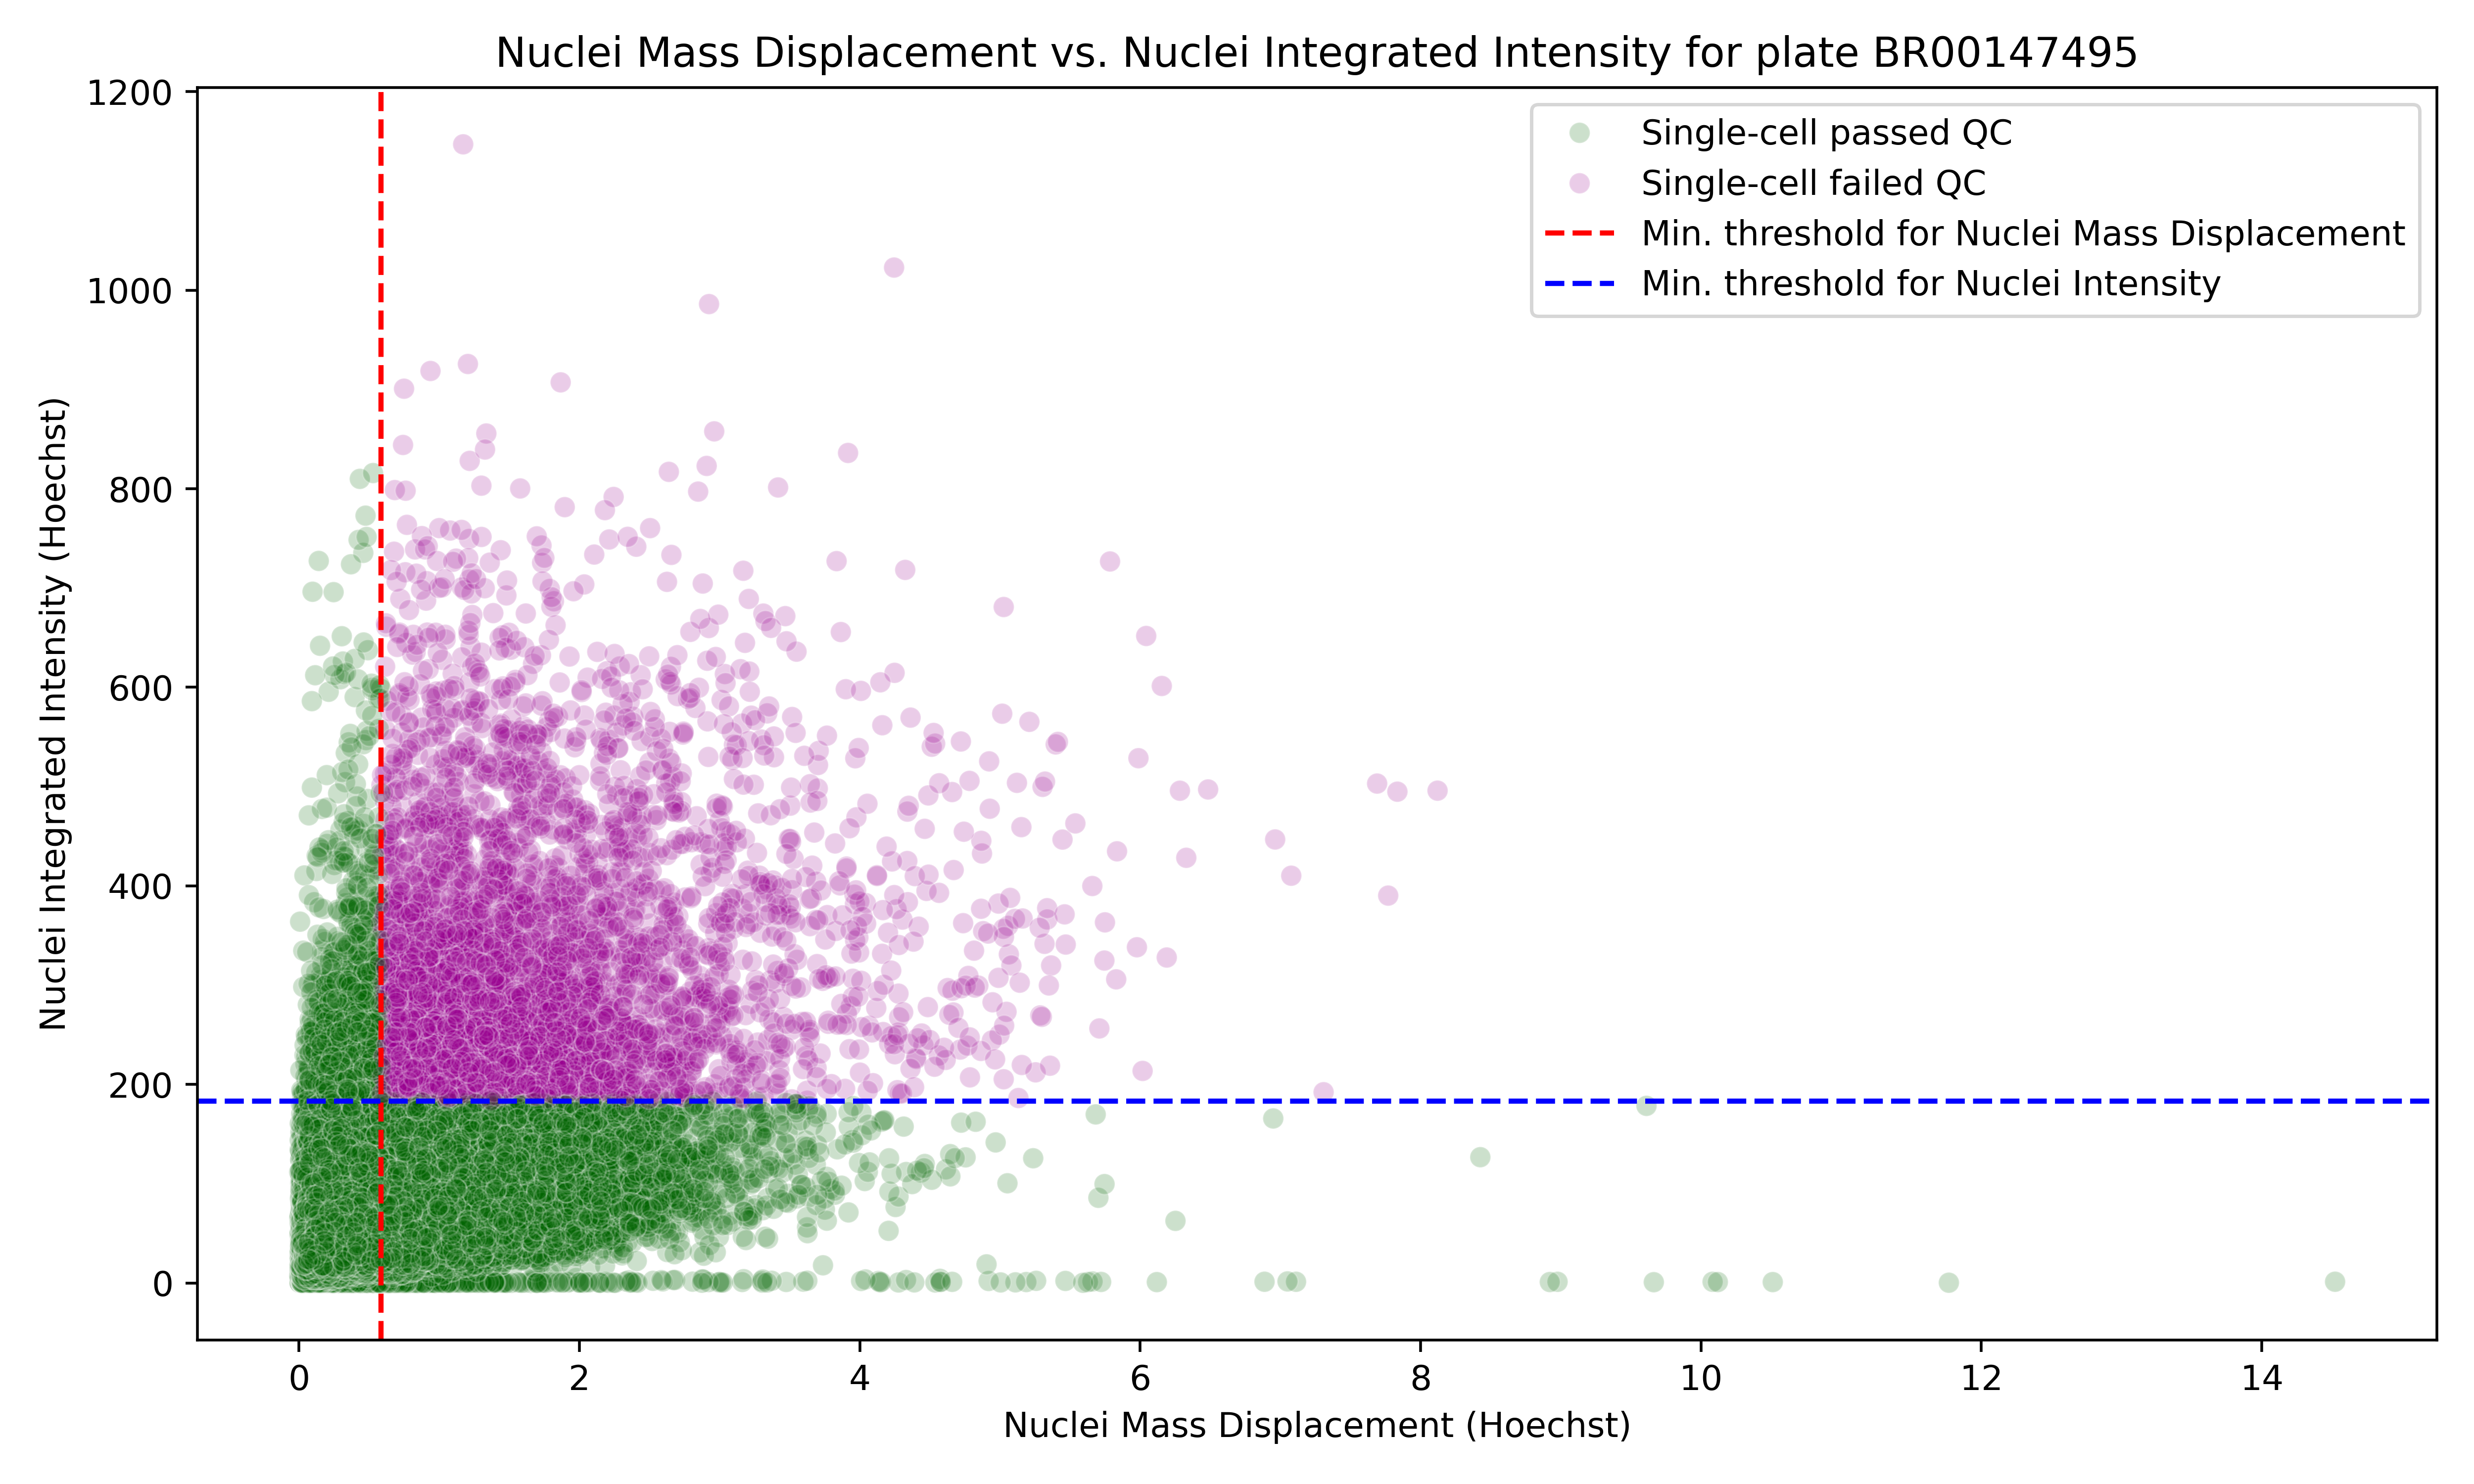 Nuclei Mass Displacement vs. Nuclei Integrated Intensity for plate BR00147495
Single-cell passed QC
Single-cell failed QC
Min. threshold for Nuclei Mass Displacement
Min. threshold for Nuclei Intensity
Nuclei Integrated Intensity (Hoechst)
1200
1000
800
600
400
200
0
0 2 4 6 8 10 12 14
Nuclei Mass Displacement (Hoechst)